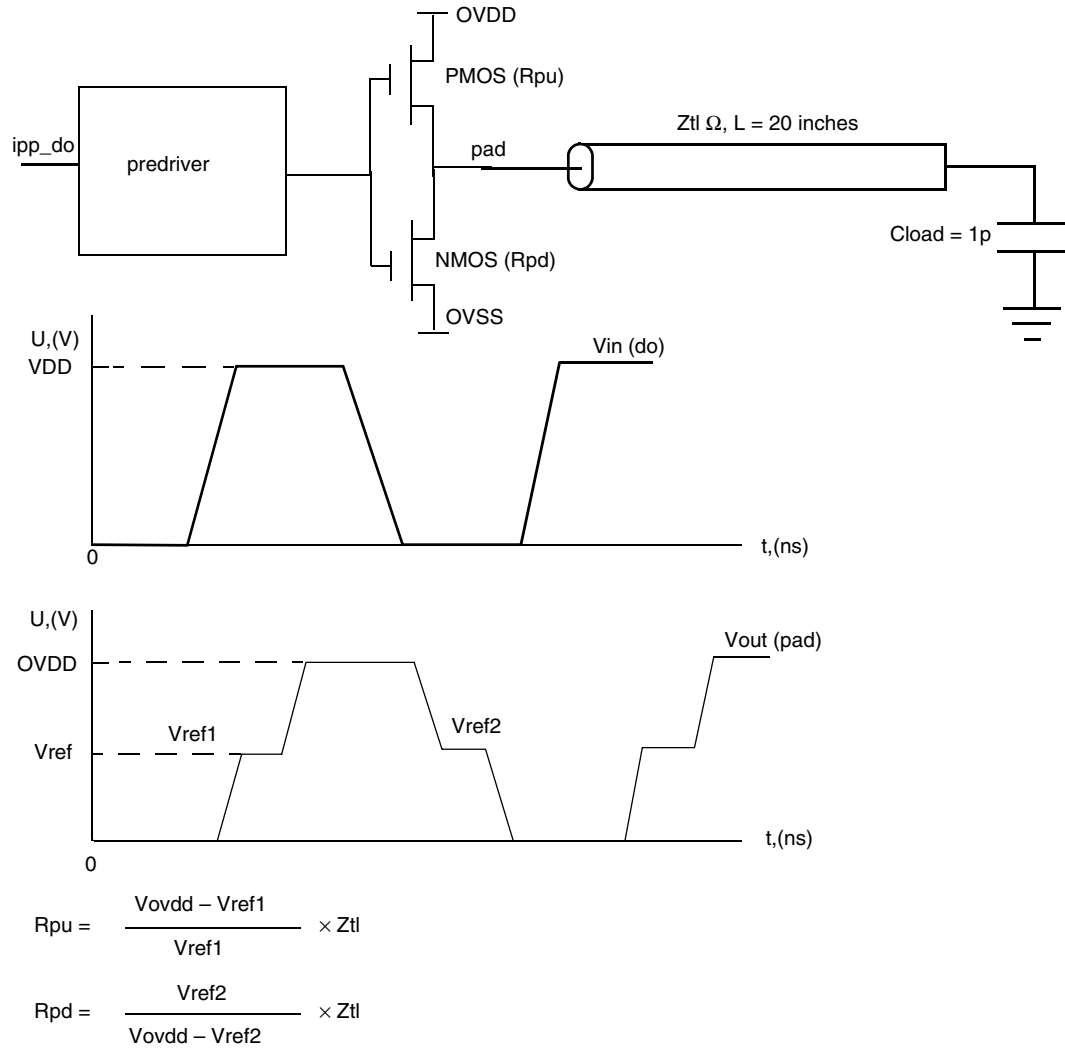 OVDD
PMOS (Rpu)
Ztl Ω, L = 20 inches
ipp_do
predriver
pad
Cload = 1p
NMOS (Rpd)
OVSS
U,(V)
VDD
Vin (do)
0
t,(ns)
U,(V)
OVDD
Vout (pad)
Vref1
Vref2
Vref
t,(ns)
0
Vovdd – Vref1
Rpu =
× Ztl
Vref1
Vref2
Rpd =
× Ztl
Vovdd – Vref2